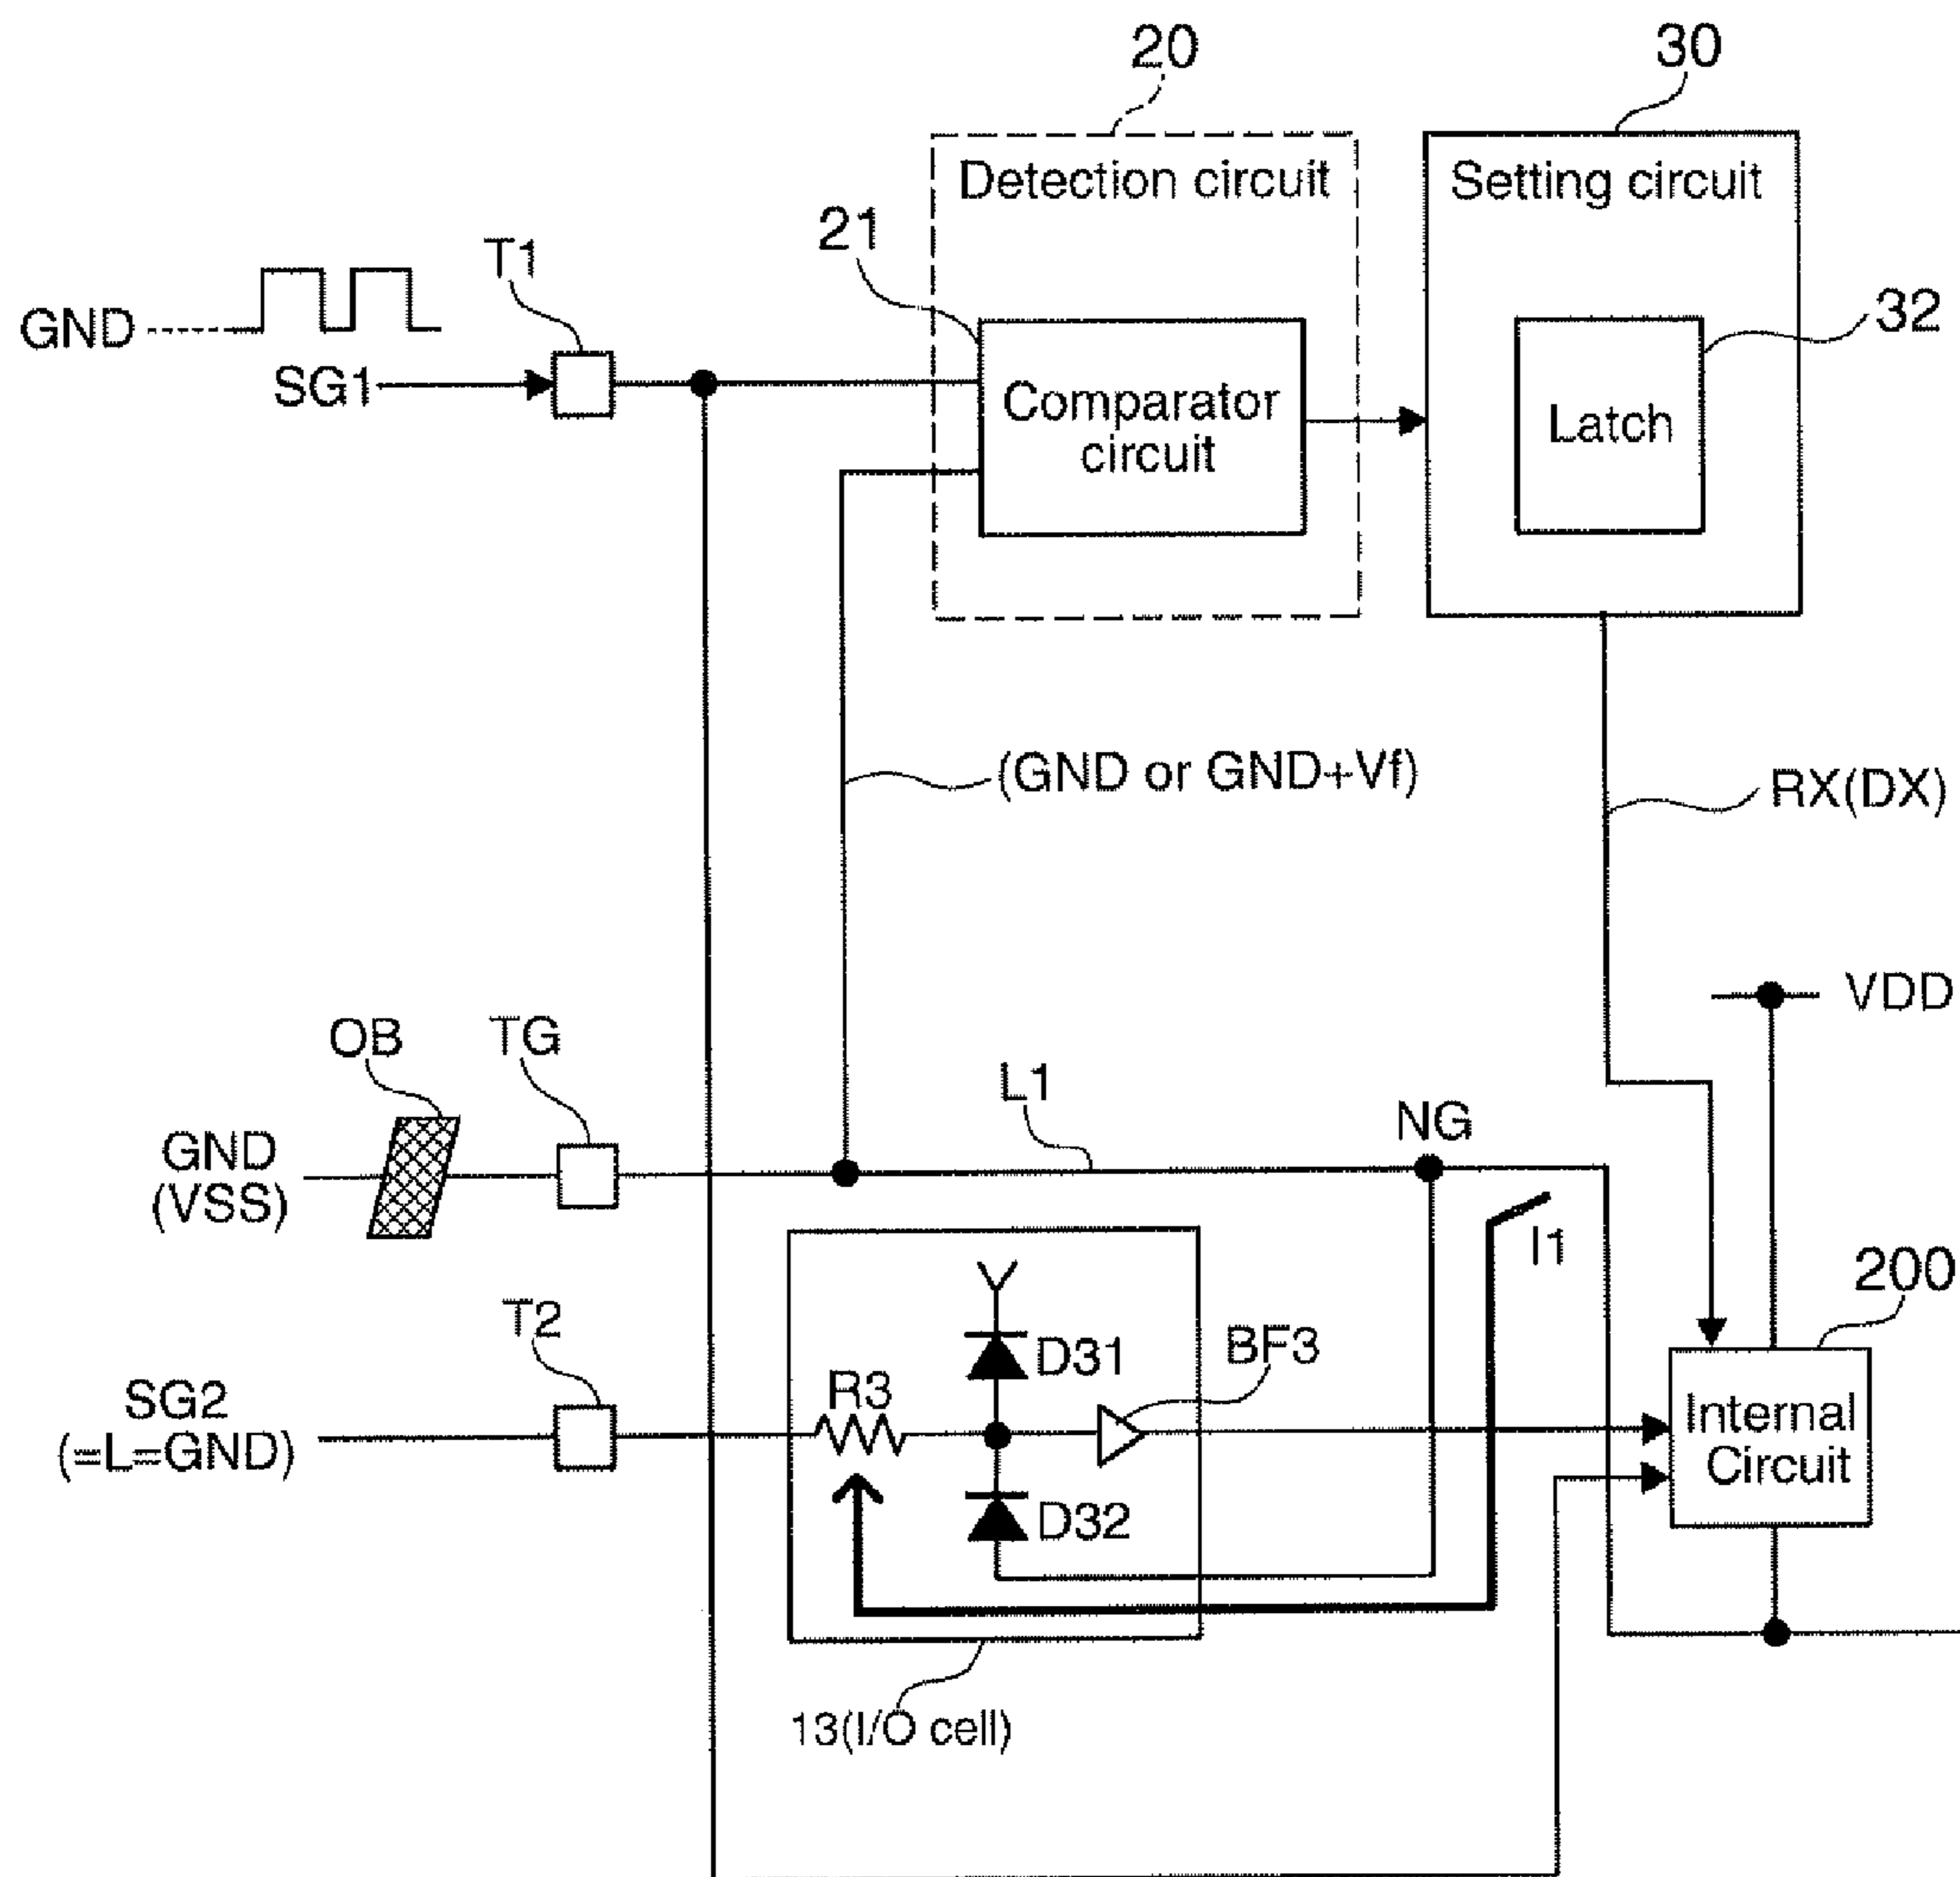 20
30
Detection circuit
Setting circuit
21
T1
GND
SG1
32
Comparator
circuit
Latch
(GND or GND+Vf)
RX(DX)
VDD
OB
TG
L1
NG
GND
(VSS)
I1
200
T2
D31
BF3
SG2
(=L=GND)
R3
Internal
Circuit
D32
13(I/O cell)